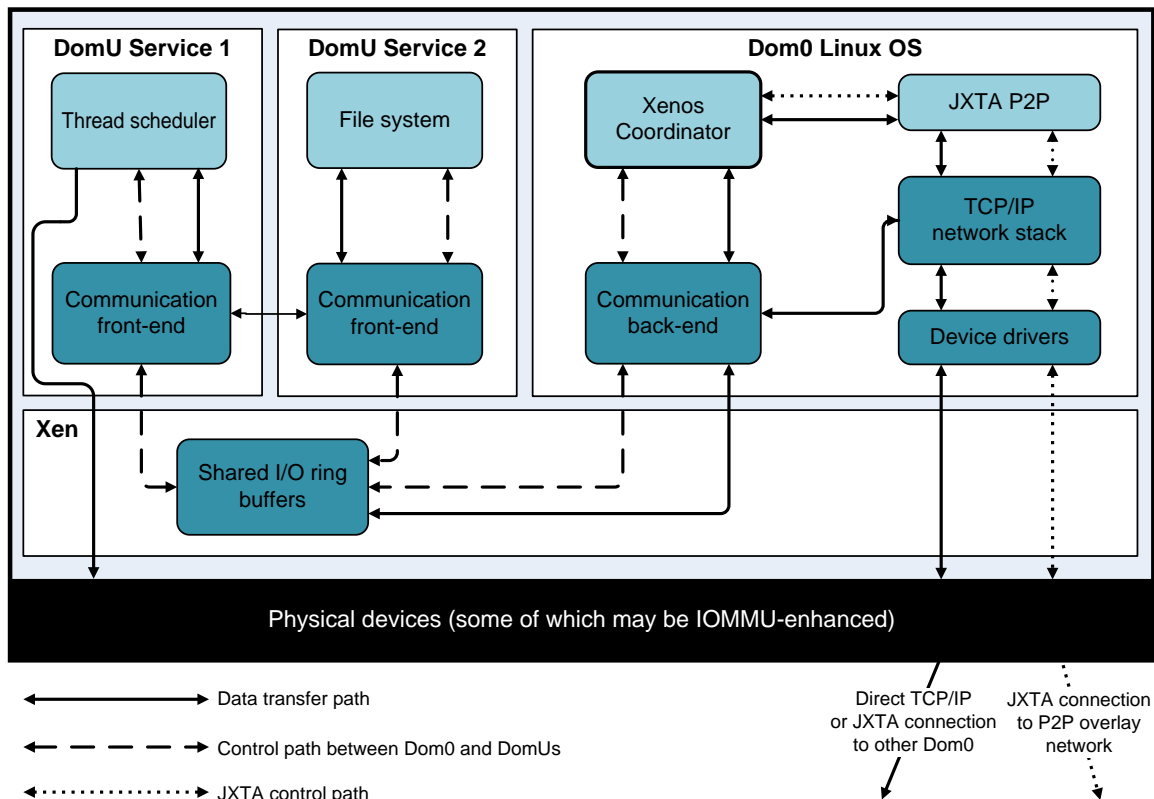 DomU Service 1
DomU Service 2
Dom0 Linux OS
Thread scheduler
File system
Xenos
Coordinator
JXTA P2P
TCP/IP
network stack
Communication
front-end
Communication
front-end
Communication
back-end
Device drivers
Xen
Shared I/O ring
buffers
Physical devices (some of which may be IOMMU-enhanced)
Data transfer path
Control path between Dom0 and DomUs
JXTA control path
Direct TCP/IP
or JXTA connection
to other Dom0
JXTA connection
to P2P overlay
network